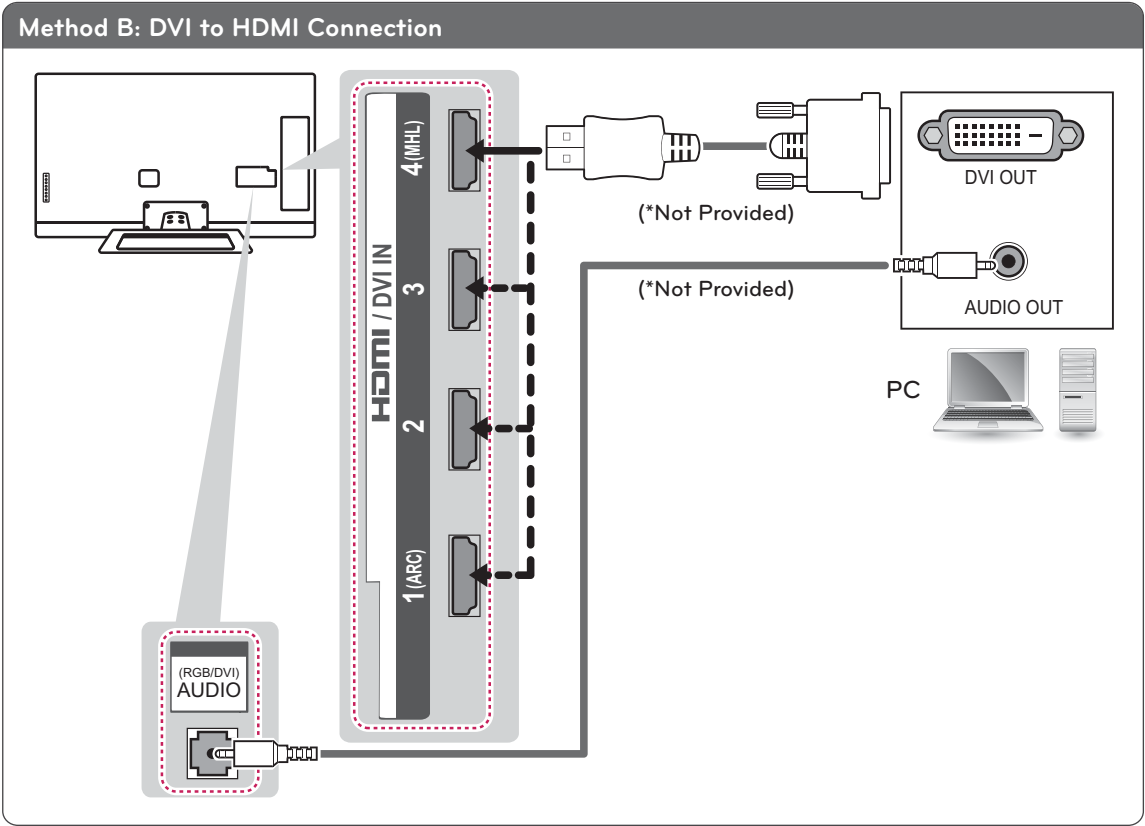 Method B: DVI to HDMI Connection
4 (MHL)
3
2
1 (ARC)
HDMI / DVI IN
(*Not Provided)
(*Not Provided)
DVI OUT
AUDIO OUT
PC
(RGB/DVI)
AUDIO